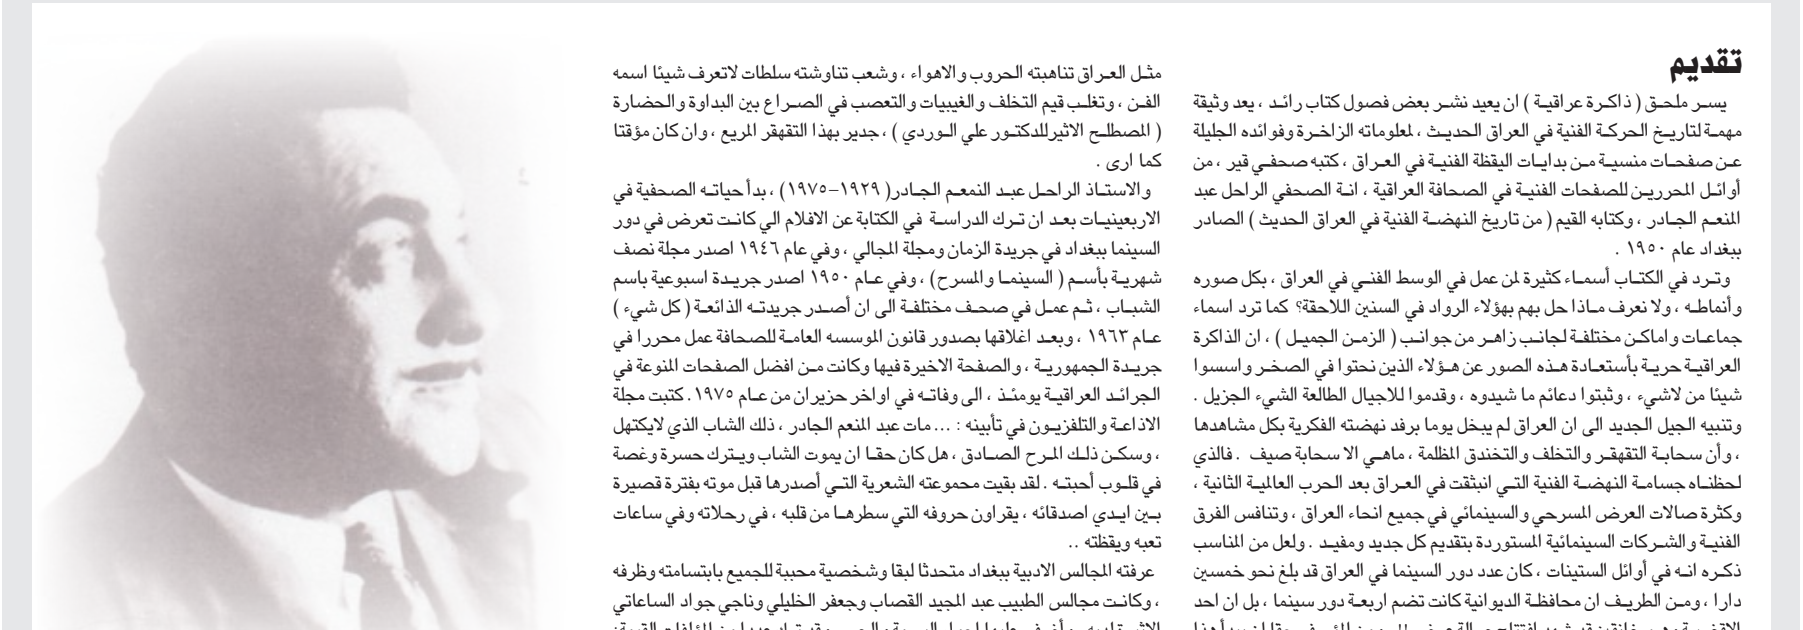 تقديم
يسر ملحق ( ذاكرة عراقية ) ان يعيد نشر بعض فصول كتاب رائد ، يعد وثيقة
مهمة لتاريخ الحركة الفنية في العراق الحديث ، لمعلوماته الزاخرة وفوائده الجليلة
عن صفحات منسية من بدايات اليقظة الفنية في العراق ، كتبه صحفي قير ، من
أوائل المحررين للصفحات الفنية في الصحافة العراقية ، انة الصحفي الراحل عبد
المنعم الجادر ، وكتابه القيم ( من تاريخ النهضة الفنية في العراق الحديث ) الصادر
ببغداد عام ١٩٥٠ .
وترد في الكتاب أسماء كثيرة لمن عمل في الوسط الفني في العراق ، بكل صوره
وأنماطه ، ولا نعرف ماذا حل بهم بهؤلاء الرواد في السنين اللاحقة؟ كما ترد اسماء
جماعات واماكن مختلفة لجانب زاهر من جوانب ( الزمن الجميل ) ، ان الذاكرة
العراقية حرية بأستعادة هذه الصور عن هؤلاء الذين نحتوا في الصخر واسسوا
شيئا من لاشيء ، وثبتوا دعائم ما شيدوه ، وقدموا للاجيال الطالعة الشيء الجزيل .
وتنبيه الجيل الجديد الى ان العراق لم يبخل يوما برفد نهضته الفكرية بكل مشاهدها
، وأن سحابة التقهقر والتخلف والتخندق المظلمة ، ماهي الا سحابة صيف . فالذي
لحظناه جسامة النهضة الفنية التي انبثقت في العراق بعد الحرب العالمية الثانية ،
وكثرة صالات العرض المسرحي والسينمائي في جميع انحاء العراق ، وتنافس الفرق
الفنية والشركات السينمائية المستوردة بتقديم كل جديد ومفيد . ولعل من المناسب
ذكره انه في أوائل الستينات ، كان عدد دور السينما في العراق قد بلغ نحو خمسين
دارا ، ومن الطريف ان محافظة الديوانية كانت تضم اربعة دور سينما ، بل ان احد
مثل العراق تناهبته الحروب والاهواء ، وشعب تناوشته سلطات لاتعرف شيئا اسمه
الفن ، وتغلب قيم التخلف والغيبيات والتعصب في الصراع بين البداوة والحضارة
( المصطلح الاثيرللدكتور علي الوردي ) ، جدير بهذا التقهقر المريع ، وان كان مؤقتا
كما ارى .
والاستاذ الراحل عبد النمعم الجادر( ١٩٢٩-١٩٧٥) ، بدأ حياته الصحفية في
الاربعينيات بعد ان ترك الدراسة في الكتابة عن الافلام الي كانت تعرض في دور
السينما ببغداد في جريدة الزمان ومجلة المجالي ، وفي عام ١٩٤٦ اصدر مجلة نصف
شهرية بأسم ( السينما والمسرح) ، وفي عام ١٩٥٠ اصدر جريدة اسبوعية باسم
الشباب ، ثم عمل في صحف مختلفة الى ان أصدر جريدته الذائعة ( كل شيء )
عام ١٩٦٣ ، وبعد اغلاقها بصدور قانون الموسسه العامة للصحافة عمل محررا في
جريدة الجمهورية ، والصفحة الاخيرة فيها وكانت من افضل الصفحات المنوعة في
الجرائد العراقية يومئذ ، الى وفاته في اواخر حزيران من عام ١٩٧٥ . كتبت مجلة
الاذاعة والتلفزيون في تأبينه : ... مات عبد المنعم الجادر ، ذلك الشاب الذي لايكتهل
، وسكن ذلك المرح الصادق ، هل كان حقا ان يموت الشاب ويترك حسرة وغصة
في قلوب أحبته . لقد بقيت مجموعته الشعرية التي أصدرها قبل موته بفترة قصيرة
بين ايدي اصدقائه ، يقراون حروفه التي سطرها من قلبه ، في رحلاته وفي ساعات
تعبه ويقظته ..
عرفته المجالس الادبية ببغداد متحدثا لبقا وشخصية محببة للجميع بابتسامته وظرفه
، وكانت مجالس الطبيب عبد المجيد القصاب وجعفر الخليلي وناجي جواد الساعاتي